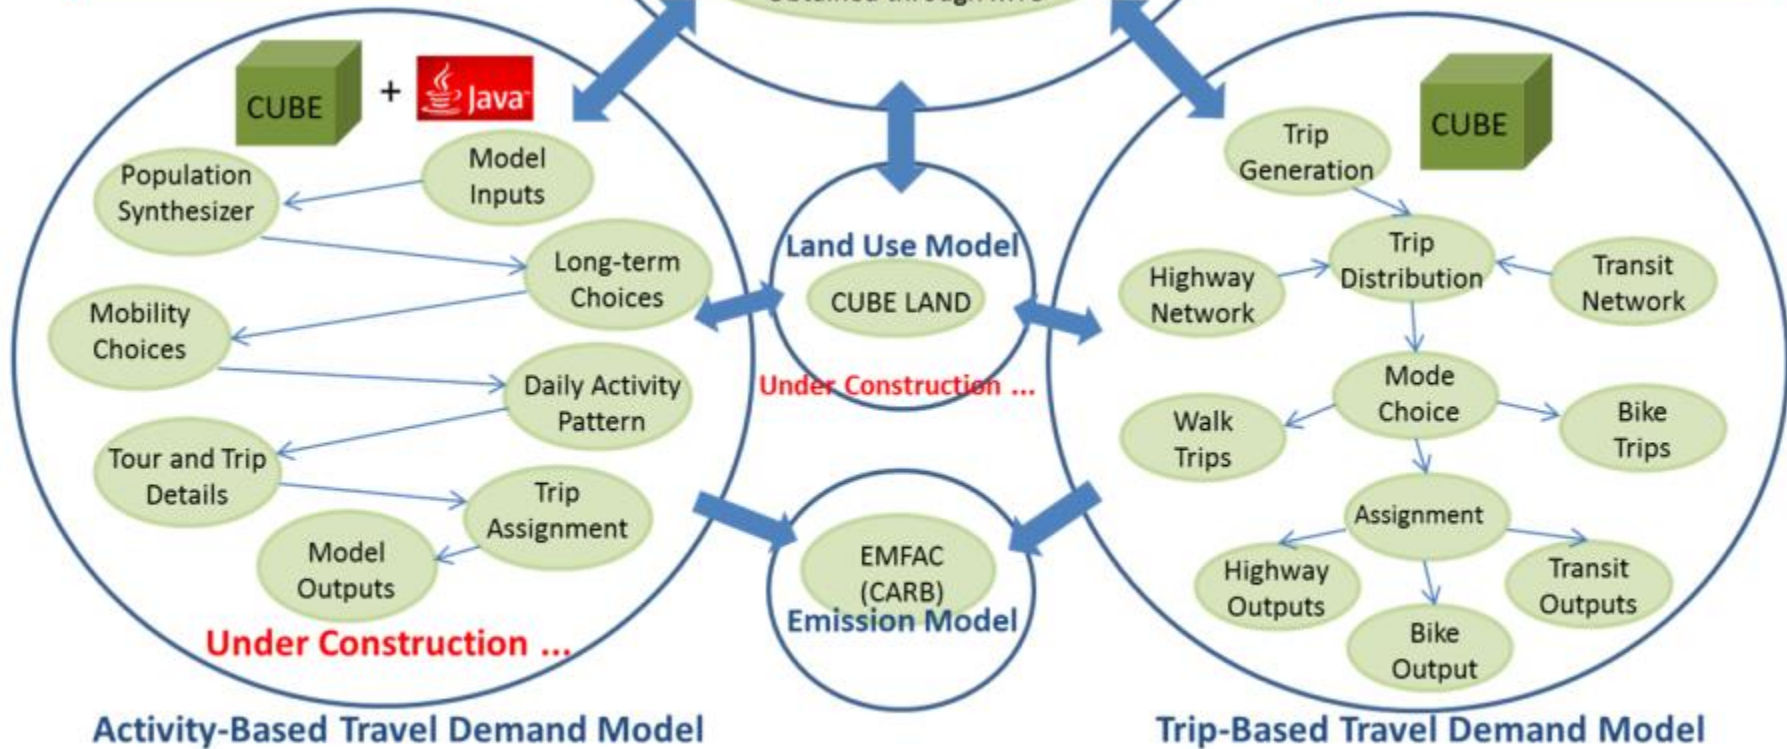 CUBE
+
Java
Model
Inputs
Population
Synthesizer
Long-term
Choices
Mobility
Choices
Daily Activity
Pattern
Tour and Trip
Details
Trip
Assignment
Model
Outputs
Under Construction ...
Activity-Based Travel Demand Model
Land Use Model
CUBE LAND
Under Construction ...
EMFAC
(CARB)
Emission Model
CUBE
Trip
Generation
Trip
Distribution
Highway
Network
Transit
Network
Mode
Choice
Walk
Trips
Bike
Trips
Assignment
Highway
Outputs
Transit
Outputs
Bike
Output
Trip-Based Travel Demand Model